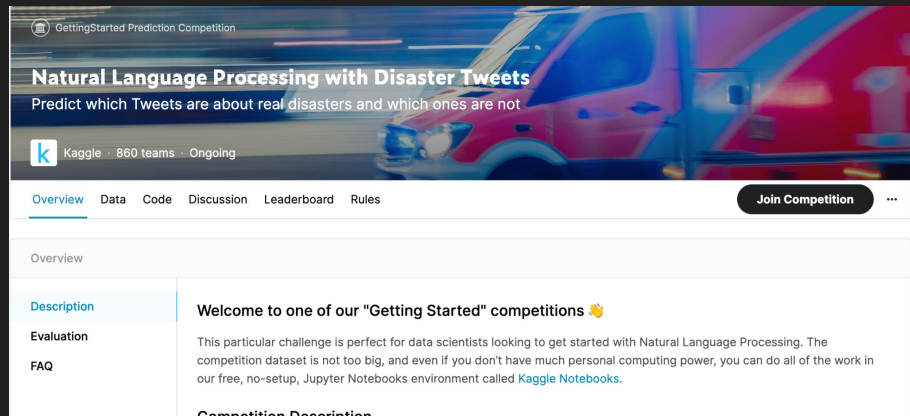 GettingStarted Prediction Competition
Natural Language Processing with Disaster Tweets
Predict which Tweets are about real disasters and which ones are not
k
Kaggle · 860 teams · Ongoing
Overview Data Code Discussion Leaderboard Rules Join Competition ...
Overview
Description
Evaluation
FAQ
Welcome to one of our "Getting Started" competitions 👋
This particular challenge is perfect for data scientists looking to get started with Natural Language Processing. The
competition dataset is not too big, and even if you don't have much personal computing power, you can do all of the work in
our free, no-setup, Jupyter Notebooks environment called Kaggle Notebooks.
Competition Description